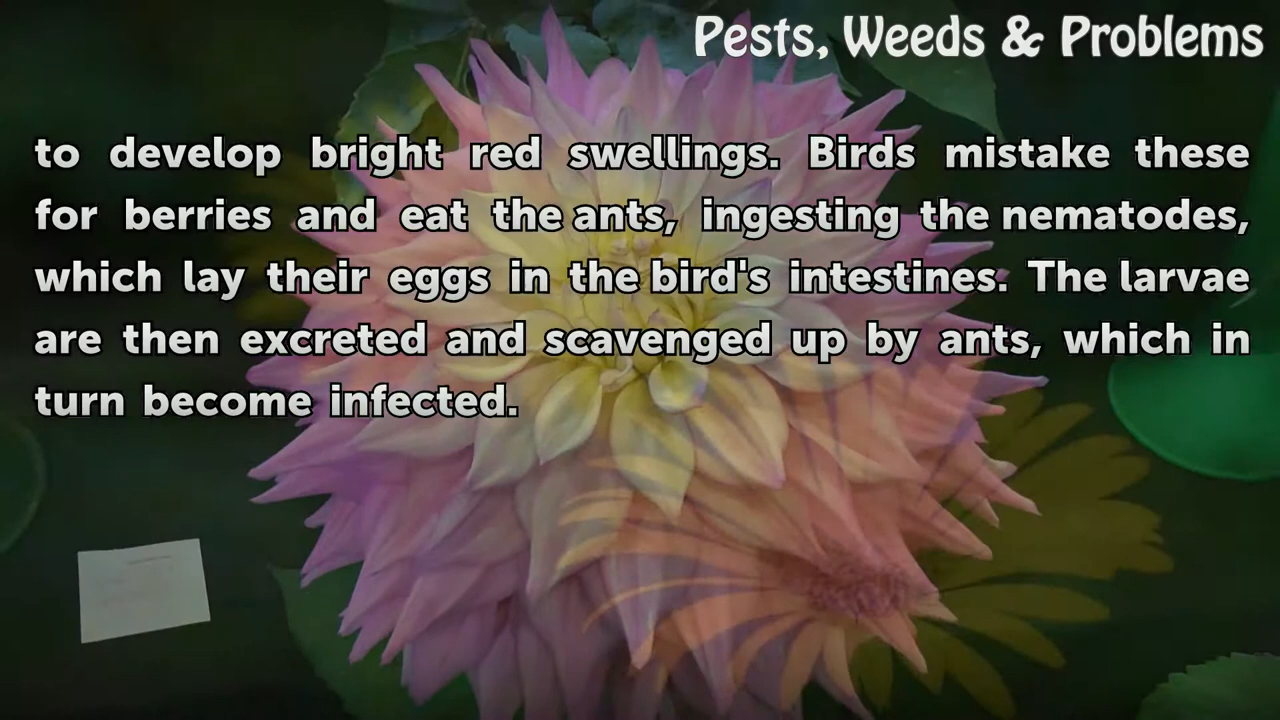 Pests, Weeds & Problems
to develop bright red swellings. Birds mistake these
for berries and eat the ants, ingesting the nematodes,
which lay their eggs in the bird's intestines. The larvae
are then excreted and scavenged up by ants, which in
turn become infected.